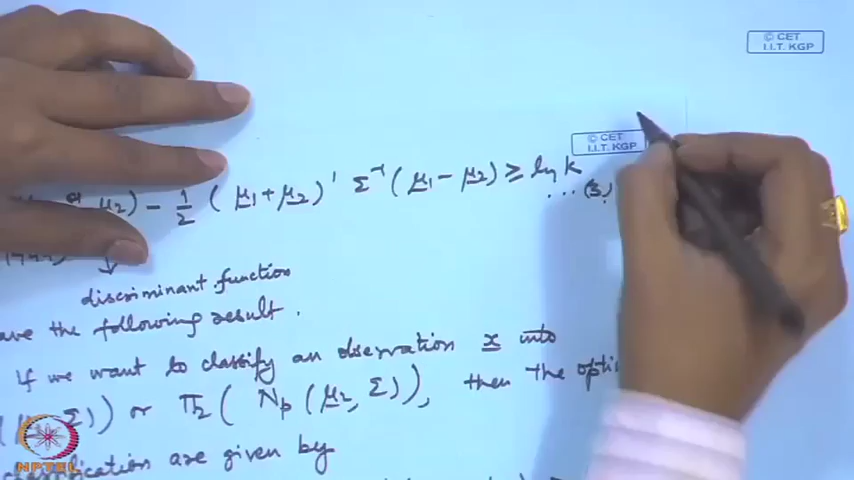 © CET
I.I.T. KGP
© CET
I.I.T. KGP
μ₂) − 1/2 (μ₁ + μ₂)' Σ⁻¹ (μ₁ − μ₂) ≥ ln k
... (3)
discriminant function
the following result.
If we want to classify an observation x into
Σ)) or π₂ ( Nₚ (μ₂, Σ)), then the
are given by
NPTEL